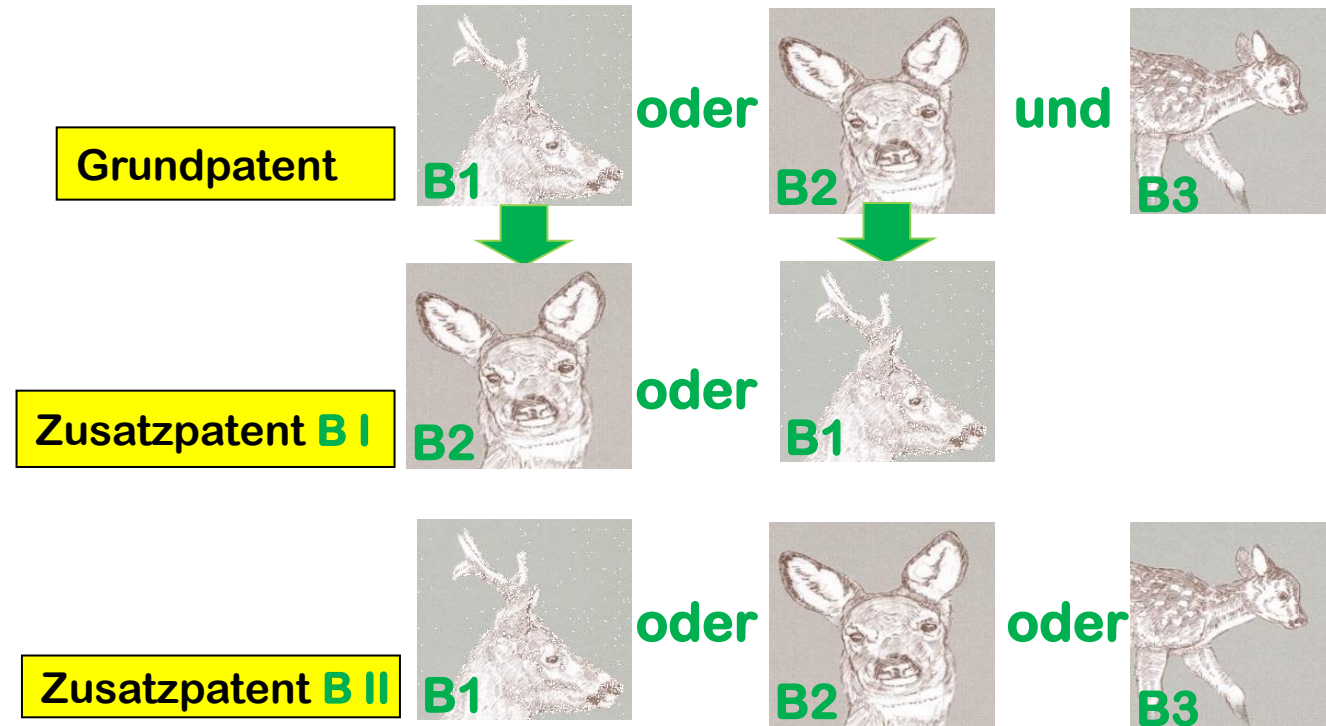 Grundpatent B1 oder B2 und B3
Zusatzpatent B I B2 oder B1
Zusatzpatent B II B1 oder B2 oder B3